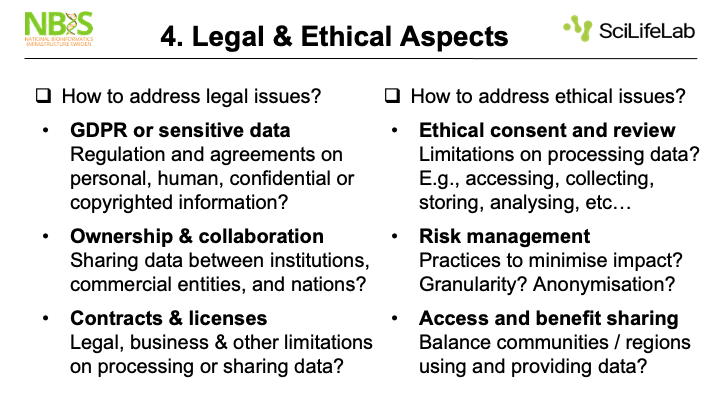 NBIS
NATIONAL BIOINFORMATICS
INFRASTRUCTURE SWEDEN
4. Legal & Ethical Aspects
SciLifeLab
❑ How to address legal issues?
• GDPR or sensitive data
Regulation and agreements on
personal, human, confidential or
copyrighted information?
• Ownership & collaboration
Sharing data between institutions,
commercial entities, and nations?
• Contracts & licenses
Legal, business & other limitations
on processing or sharing data?
❑ How to address ethical issues?
• Ethical consent and review
Limitations on processing data?
E.g., accessing, collecting,
storing, analysing, etc…
• Risk management
Practices to minimise impact?
Granularity? Anonymisation?
• Access and benefit sharing
Balance communities / regions
using and providing data?